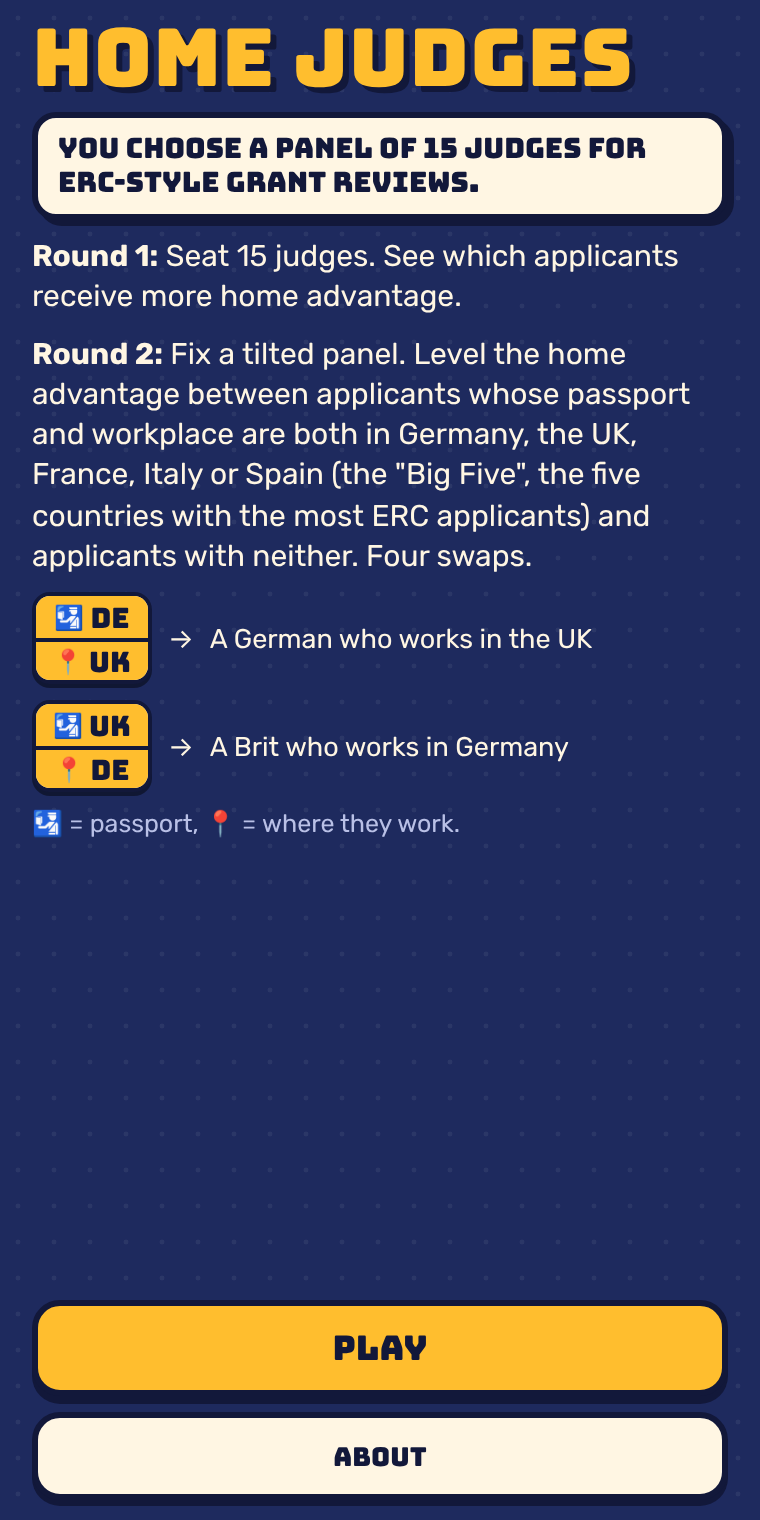 HOME JUDGES
YOU CHOOSE A PANEL OF 15 JUDGES FOR
ERC-STYLE GRANT REVIEWS.
Round 1: Seat 15 judges. See which applicants
receive more home advantage.
Round 2: Fix a tilted panel. Level the home
advantage between applicants whose passport
and workplace are both in Germany, the UK,
France, Italy or Spain (the "Big Five", the five
countries with the most ERC applicants) and
applicants with neither. Four swaps.
🛂 DE
📍 UK
→ A German who works in the UK
🛂 UK
📍 DE
→ A Brit who works in Germany
🛂 = passport, 📍 = where they work.
PLAY
ABOUT